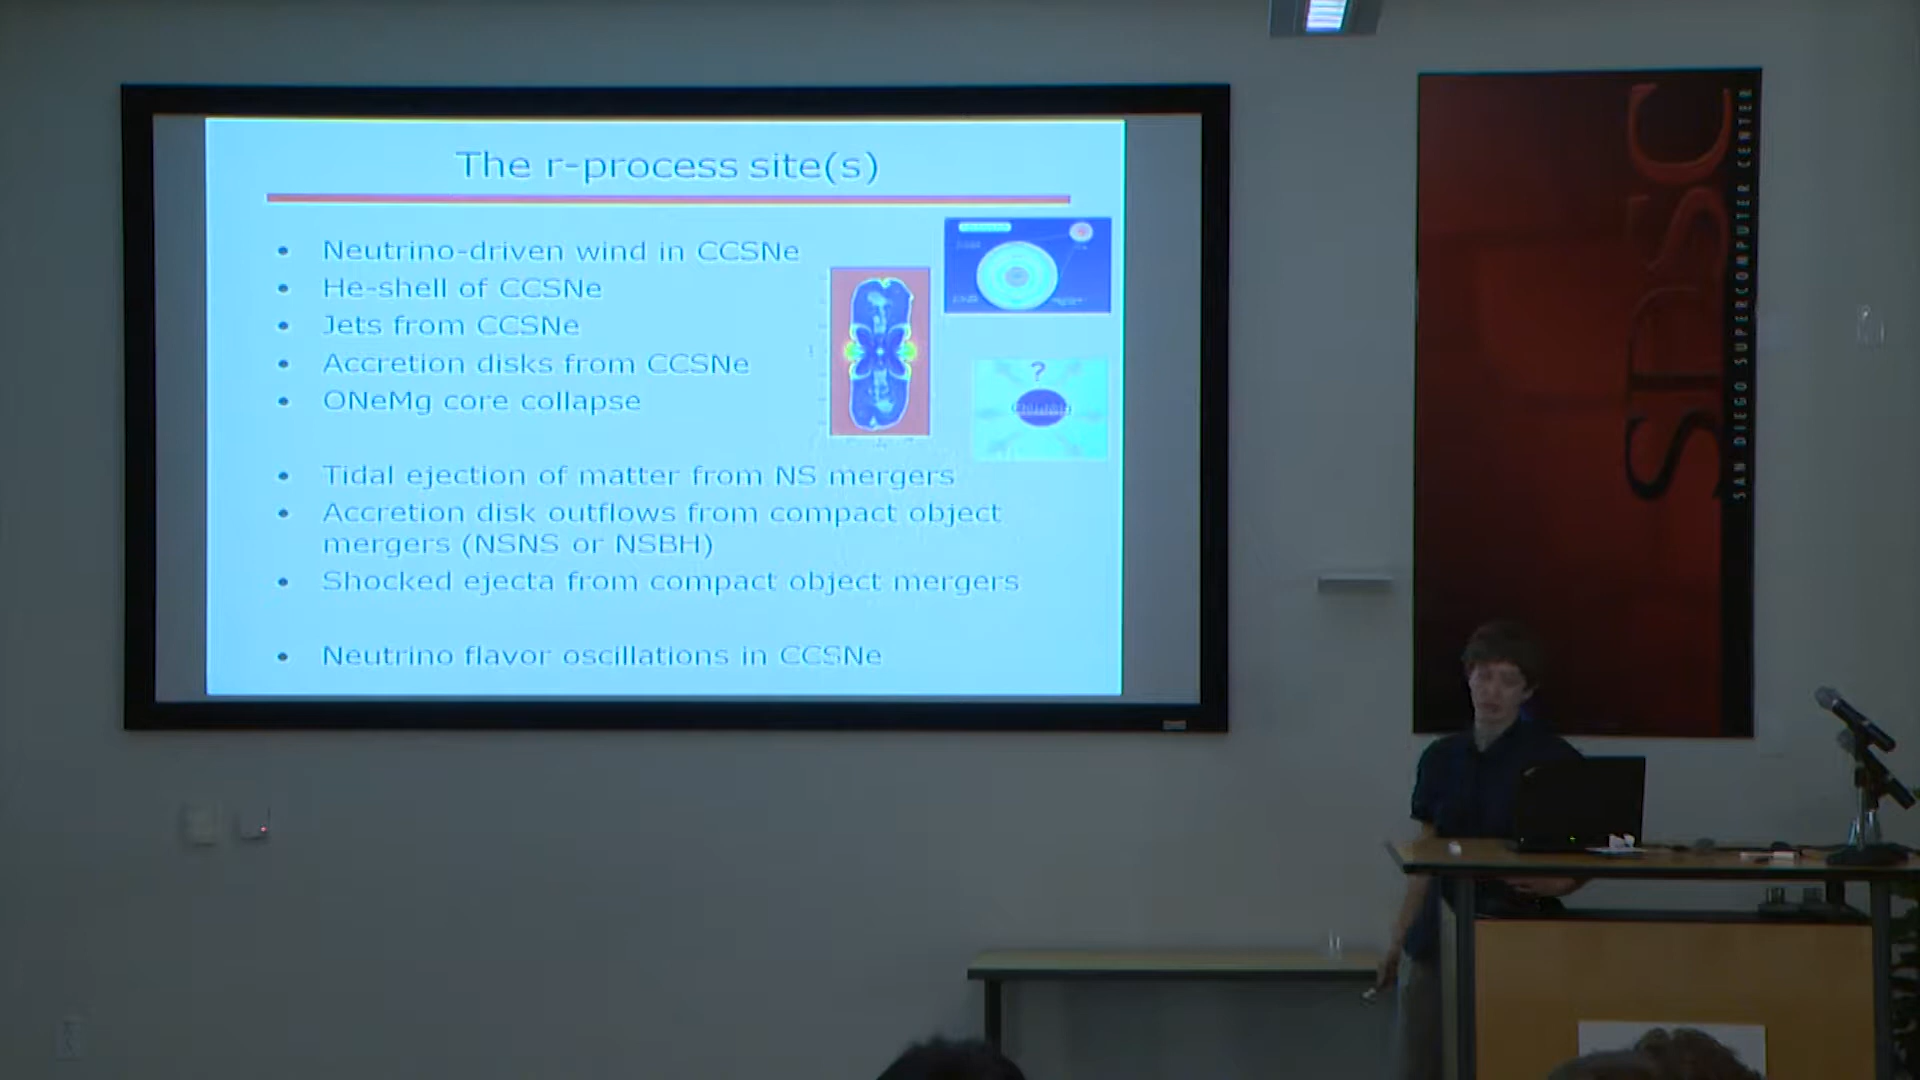 The r-process site(s)
Neutrino-driven wind in CCSNe
He-shell of CCSNe
Jets from CCSNe
Accretion disks from CCSNe
ONeMg core collapse
?
Tidal ejection of matter from NS mergers
Accretion disk outflows from compact object
mergers (NSNS or NSBH)
Shocked ejecta from compact object mergers
Neutrino flavor oscillations in CCSNe
SDSC
SAN DIEGO SUPERCOMPUTER CENTER